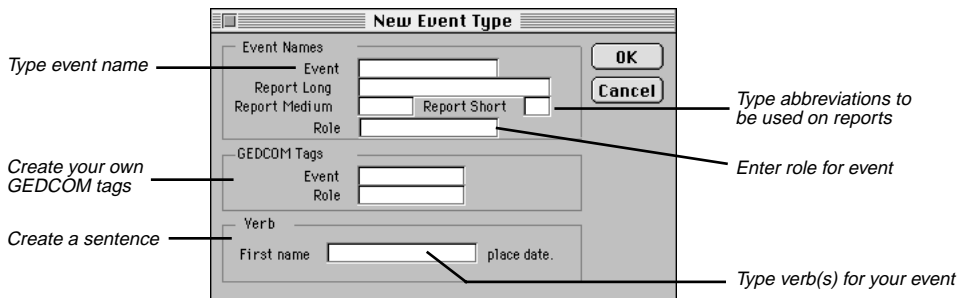 New Event Type
Event Names
OK
Type event name
Event
Report Long
Cancel
Report Medium Report Short
Type abbreviations to
be used on reports
Role
Enter role for event
GEDCOM Tags
Create your own
GEDCOM tags
Event
Role
Verb
Create a sentence
First name place date.
Type verb(s) for your event